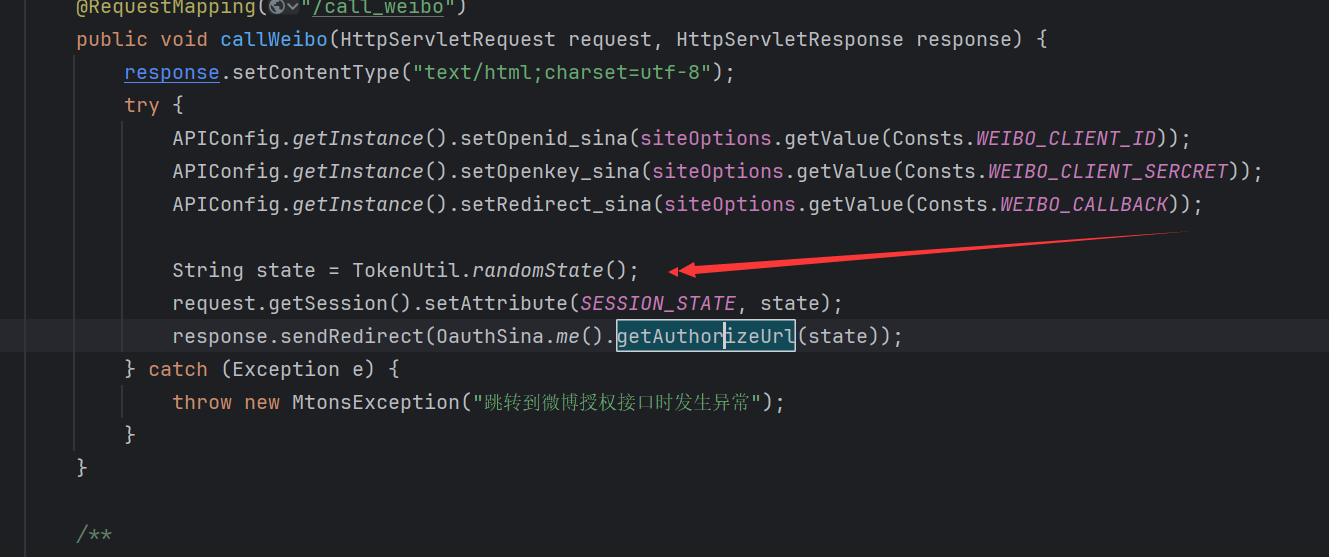 @RequestMapping("/call_weibo")
public void callWeibo(HttpServletRequest request, HttpServletResponse response) {
response.setContentType("text/html;charset=utf-8");
try {
APIConfig.getInstance().setOpenid_sina(siteOptions.getValue(Consts.WEIBO_CLIENT_ID));
APIConfig.getInstance().setOpenkey_sina(siteOptions.getValue(Consts.WEIBO_CLIENT_SERCRET));
APIConfig.getInstance().setRedirect_sina(siteOptions.getValue(Consts.WEIBO_CALLBACK));
String state = TokenUtil.randomState();
request.getSession().setAttribute(SESSION_STATE, state);
response.sendRedirect(OauthSina.me().getAuthorizeUrl(state));
} catch (Exception e) {
throw new MtonsException("跳转到微博授权接口时发生异常");
}
}
/**